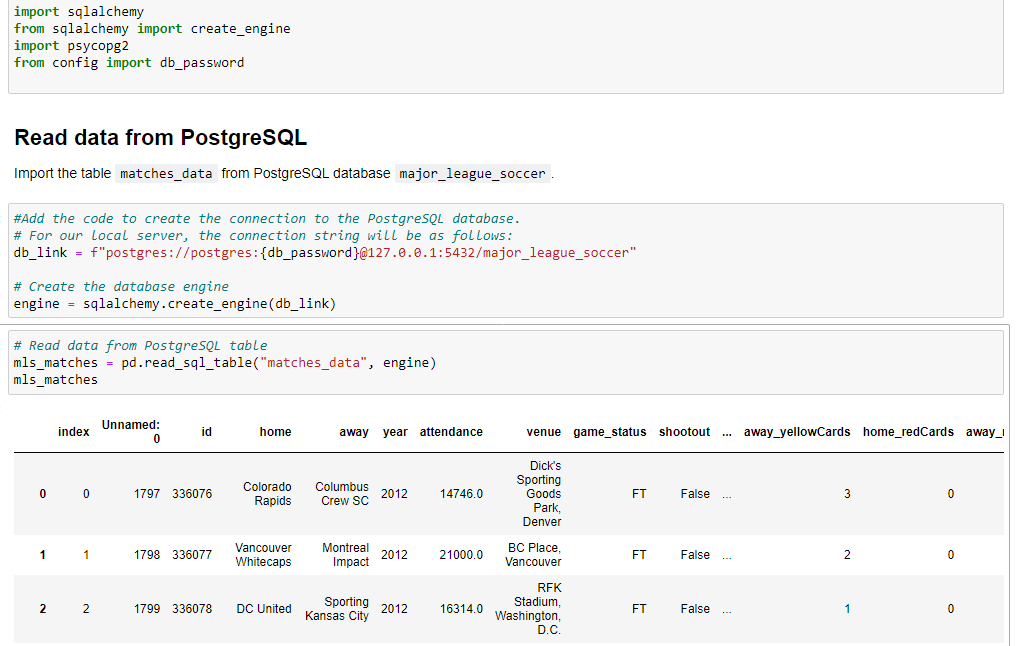 import sqlalchemy
from sqlalchemy import create_engine
import psycopg2
from config import db_password
Read data from PostgreSQL
Import the table matches_data from PostgreSQL database major_league_soccer .
#Add the code to create the connection to the PostgreSQL database.
# For our local server, the connection string will be as follows:
db_link = f"postgres://postgres:{db_password}@127.0.0.1:5432/major_league_soccer"
# Create the database engine
engine = sqlalchemy.create_engine(db_link)
# Read data from PostgreSQL table
mls_matches = pd.read_sql_table("matches_data", engine)
mls_matches
index Unnamed: 0 id home away year attendance venue game_status shootout ... away_yellowCards home_redCards
0 0 1797 336076 Colorado Rapids Columbus Crew SC 2012 14746.0 Dick's Sporting Goods Park, Denver FT False ... 3 0
1 1 1798 336077 Vancouver Whitecaps Montreal Impact 2012 21000.0 BC Place, Vancouver FT False ... 2 0
2 2 1799 336078 DC United Sporting Kansas City 2012 16314.0 RFK Stadium, Washington, D.C. FT False ... 1 0